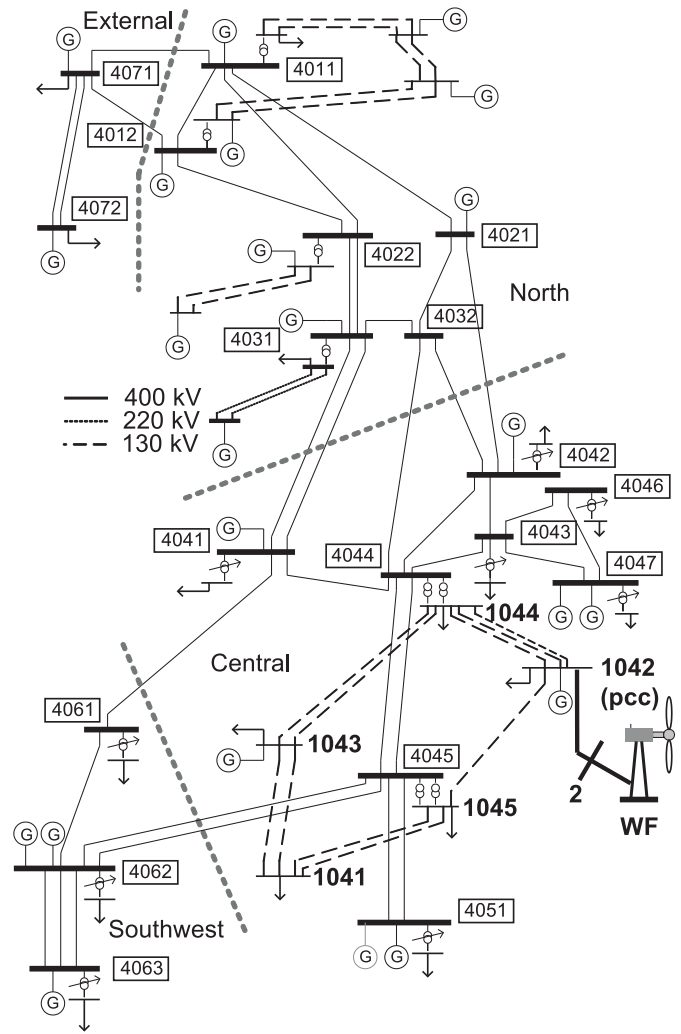 External
G
G
G
4071
4011
G
4012
G
G
4072
G
G
4021
G
4022
North
G
G
4031
4032
400 kV
220 kV
130 kV
G
G
4042
4046
G
4041
4044
4043
4047
G
G
1044
Central
1042
(pcc)
G
4061
G
1043
4045
2
1045
WF
G
G
4062
1041
4051
Southwest
G
G
4063
G